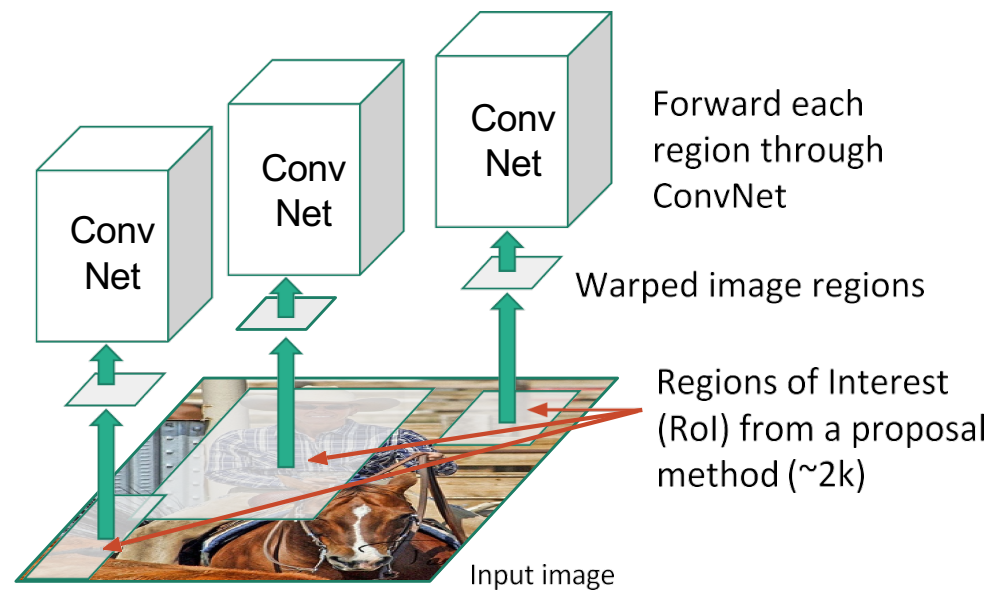 Conv
Net
Conv
Net
Conv
Net
Forward each
region through
ConvNet
Warped image regions
Regions of Interest
(RoI) from a proposal
method (~2k)
Input image